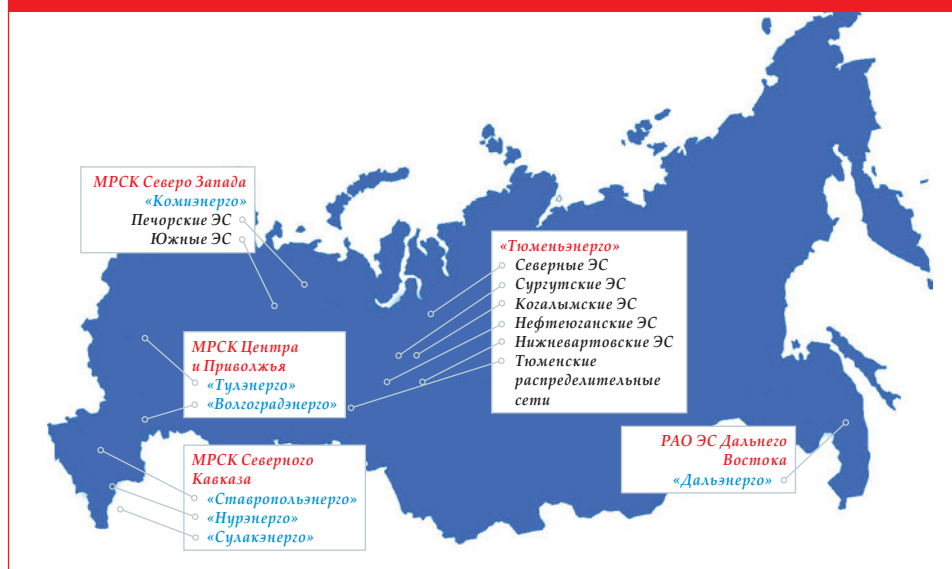 МРСК Северо Запада
«Комиэнерго»
Печорские ЭС
Южные ЭС
«Тюменьэнерго»
Северные ЭС
Сургутские ЭС
Когалымские ЭС
Нефтеюганские ЭС
Нижневартовские ЭС
Тюменские
распределительные
сети
МРСК Центра
и Приволжья
«Тулэнерго»
«Волгоградэнерго»
РАО ЭС Дальнего
Востока
«Дальэнерго»
МРСК Северного
Кавказа
«Ставропольэнерго»
«Нурэнерго»
«Сулакэнерго»